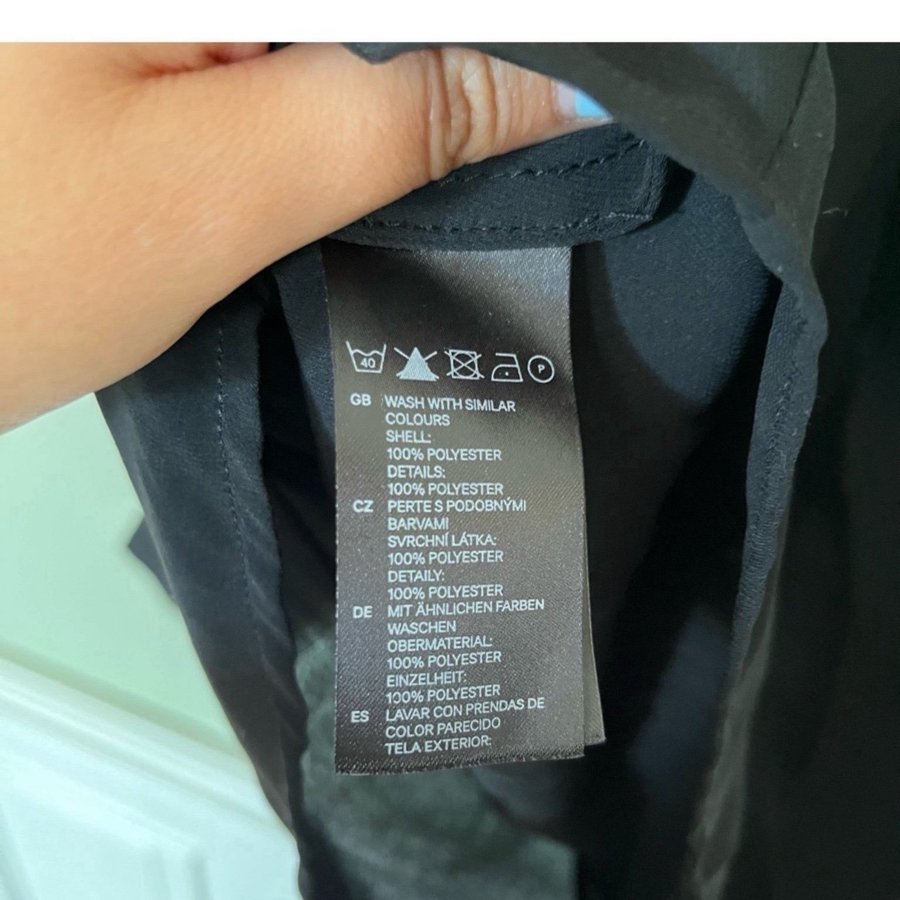 40 P
GB WASH WITH SIMILAR
COLOURS
SHELL:
100% POLYESTER
DETAILS:
100% POLYESTER
CZ PERTE S PODOBNÝMI
BARVAMI
SVRCHNÍ LÁTKA:
100% POLYESTER
DETAILY:
100% POLYESTER
DE MIT ÄHNLICHEN FARBEN
WASCHEN
OBERMATERIAL:
100% POLYESTER
EINZELHEIT:
100% POLYESTER
ES LAVAR CON PRENDAS DE
COLOR PARECIDO
TELA EXTERIOR: